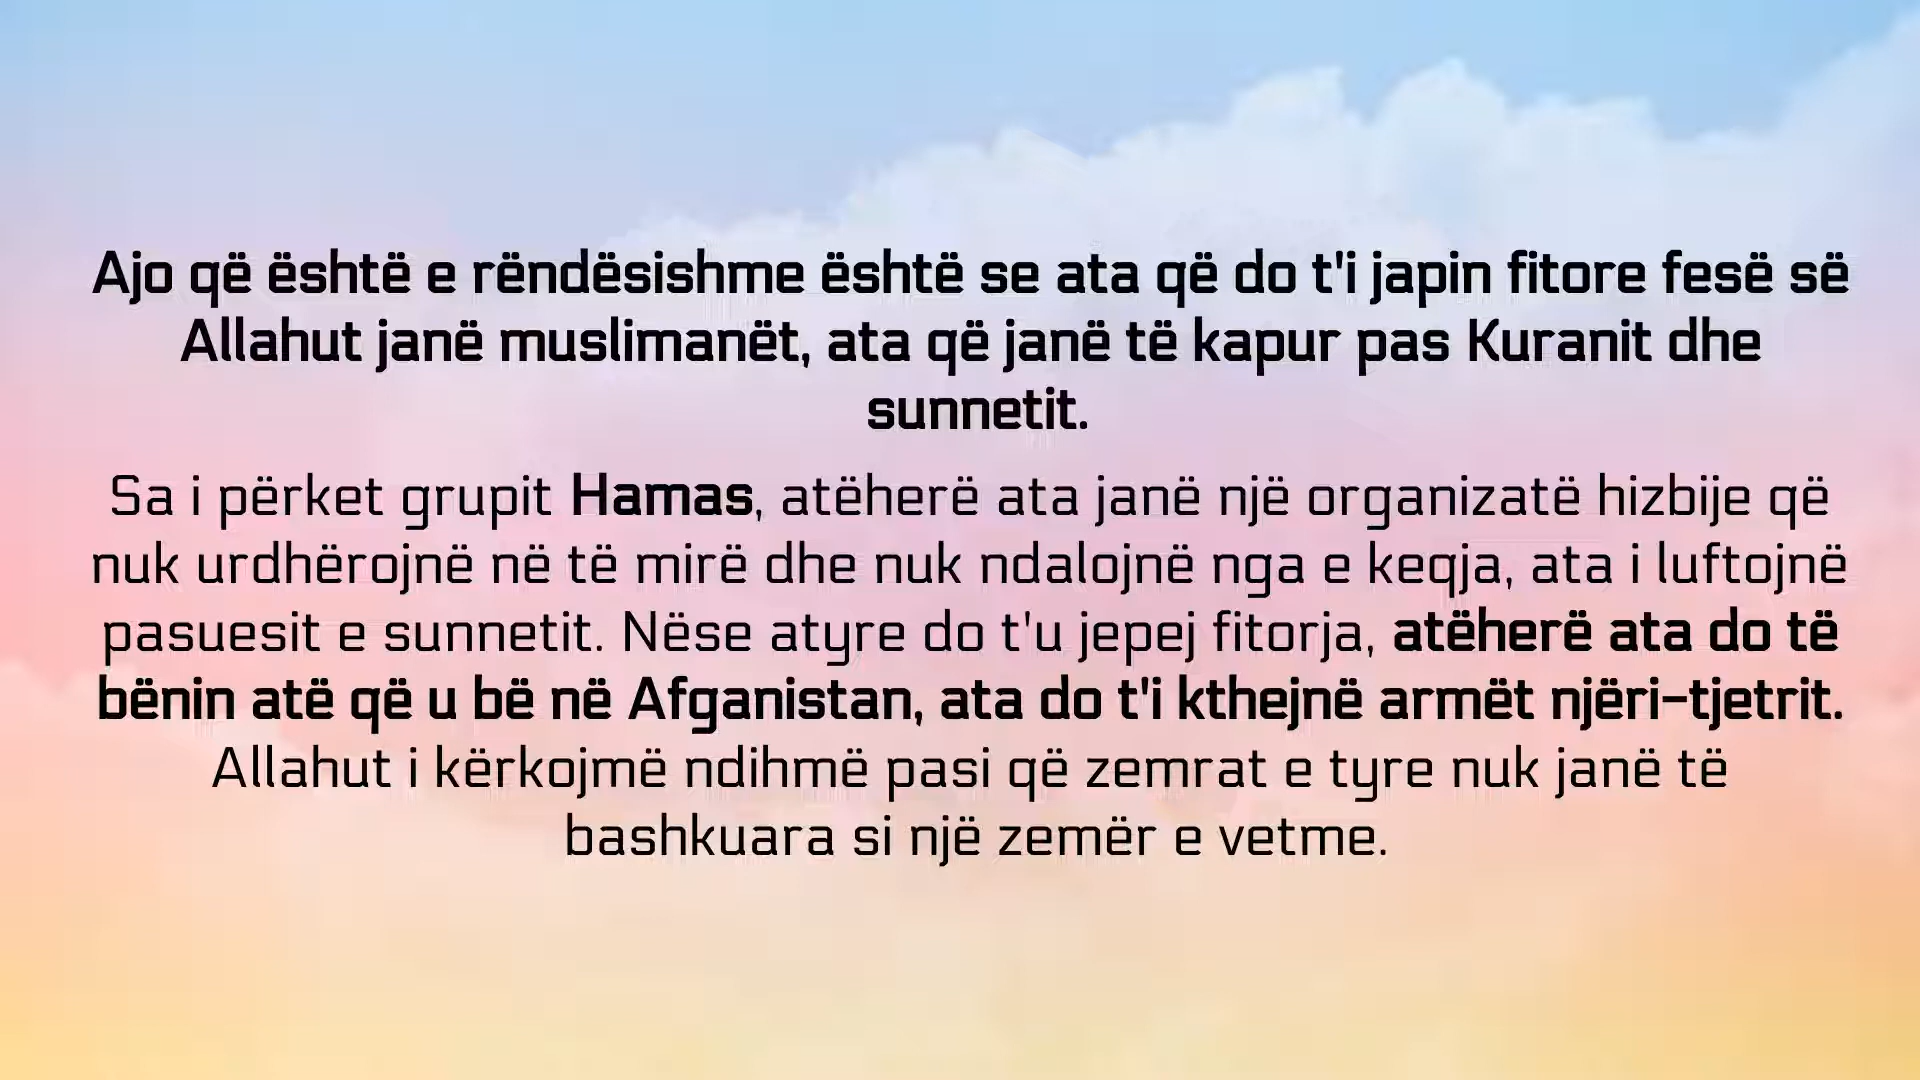 Ajo që është e rëndësishme është se ata që do t'i japin fitore fesë së
Allahut janë muslimanët, ata që janë të kapur pas Kuranit dhe
sunnetit.
Sa i përket grupit Hamas, atëherë ata janë një organizatë hizbije që
nuk urdhërojnë në të mirë dhe nuk ndalojnë nga e keqja, ata i luftojnë
pasuesit e sunnetit. Nëse atyre do t'u jepej fitorja, atëherë ata do të
bënin atë që u bë në Afganistan, ata do t'i kthejnë armët njëri-tjetrit.
Allahut i kërkojmë ndihmë pasi që zemrat e tyre nuk janë të
bashkuara si një zemër e vetme.